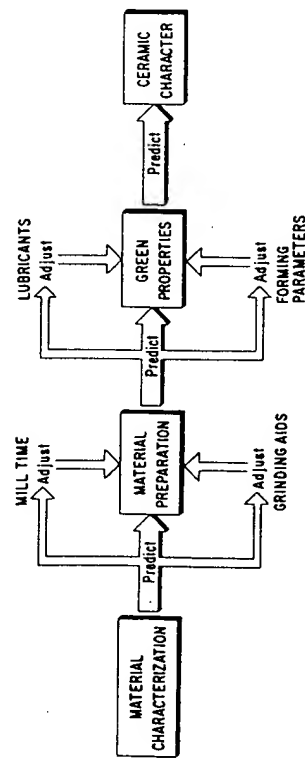 MATERIAL
CHARACTERIZATION
Predict
MILL TIME
Adjust
MATERIAL
PREPARATION
Adjust
GRINDING AIDS
Predict
LUBRICANTS
Adjust
GREEN
PROPERTIES
Adjust
FORMING
PARAMETERS
Predict
CERAMIC
CHARACTER